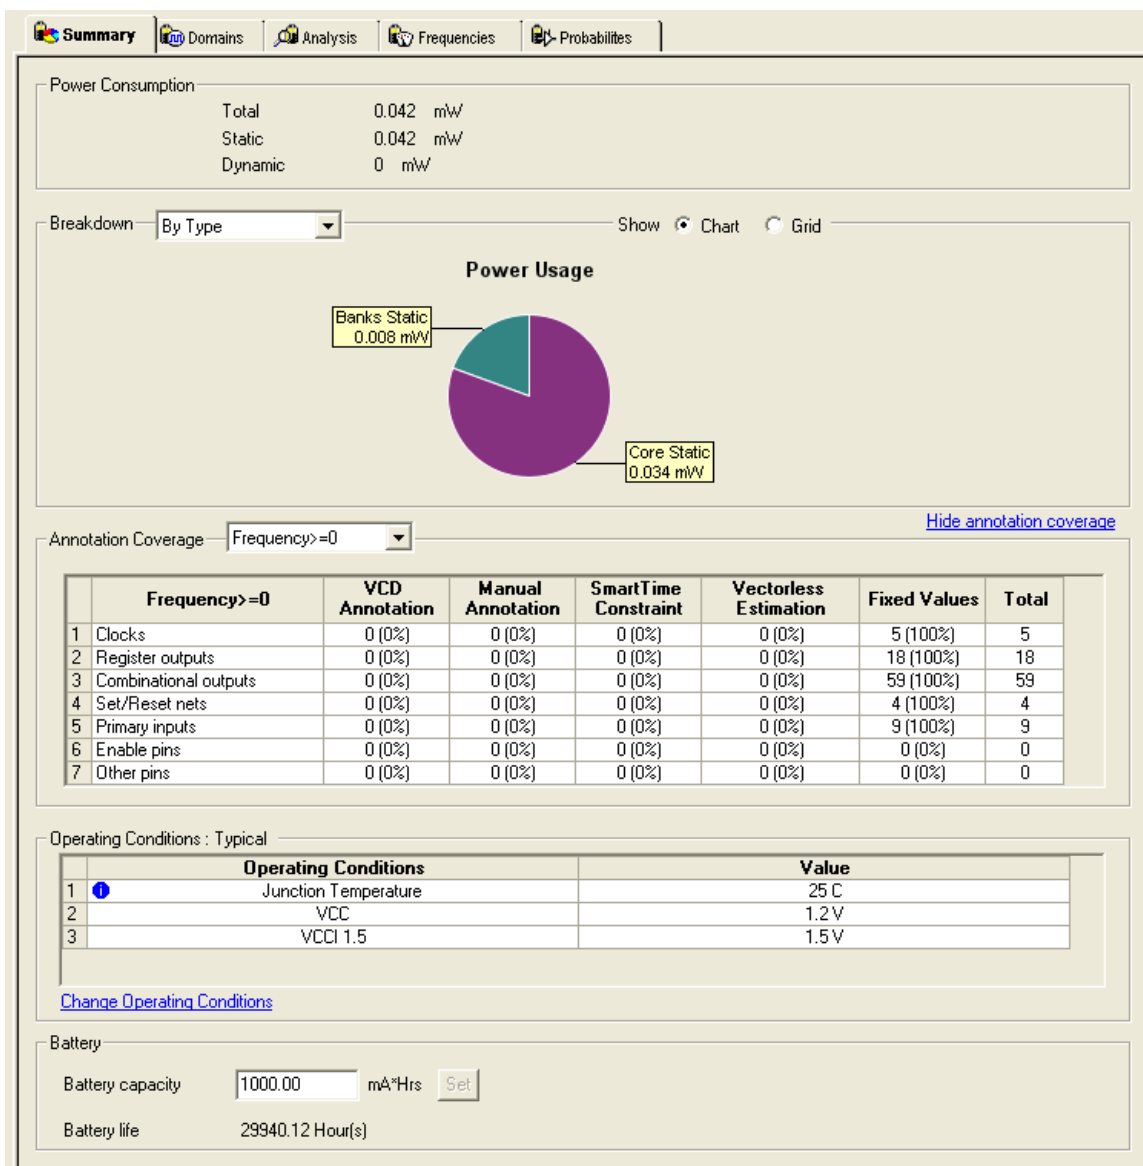 Summary Domains Analysis Frequencies Probabilites
Power Consumption
Total 0.042 mW
Static 0.042 mW
Dynamic 0 mW
Breakdown By Type Show Chart Grid
Power Usage
Banks Static
0.008 mW
Core Static
0.034 mW
Hide annotation coverage
Annotation Coverage Frequency>=0
Frequency>=0 VCD Annotation Manual Annotation SmartTime Constraint Vectorless Estimation Fixed Values Total
1 Clocks 0 (0%) 0 (0%) 0 (0%) 0 (0%) 5 (100%) 5
2 Register outputs 0 (0%) 0 (0%) 0 (0%) 0 (0%) 18 (100%) 18
3 Combinational outputs 0 (0%) 0 (0%) 0 (0%) 0 (0%) 59 (100%) 59
4 Set/Reset nets 0 (0%) 0 (0%) 0 (0%) 0 (0%) 4 (100%) 4
5 Primary inputs 0 (0%) 0 (0%) 0 (0%) 0 (0%) 9 (100%) 9
6 Enable pins 0 (0%) 0 (0%) 0 (0%) 0 (0%) 0 (0%) 0
7 Other pins 0 (0%) 0 (0%) 0 (0%) 0 (0%) 0 (0%) 0
Operating Conditions : Typical
Operating Conditions Value
1 Junction Temperature 25 C
2 VCC 1.2 V
3 VCCI 1.5 1.5 V
Change Operating Conditions
Battery
Battery capacity 1000.00 mA*Hrs Set
Battery life 29940.12 Hour(s)